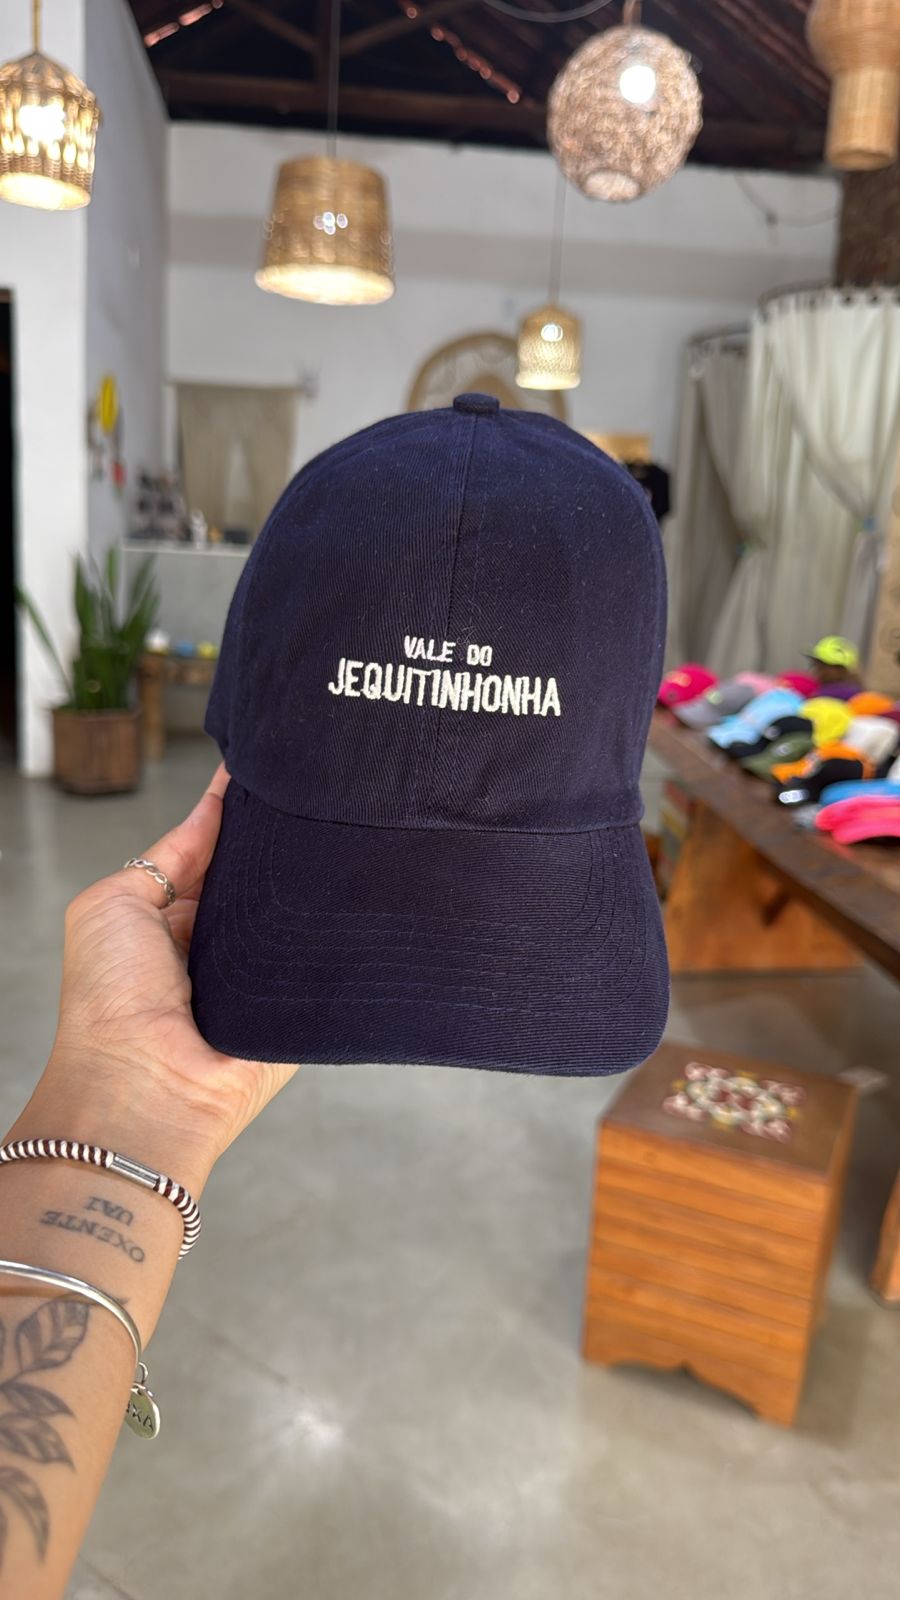 VALE DO
JEQUITINHONHA
OXENTE
UAI